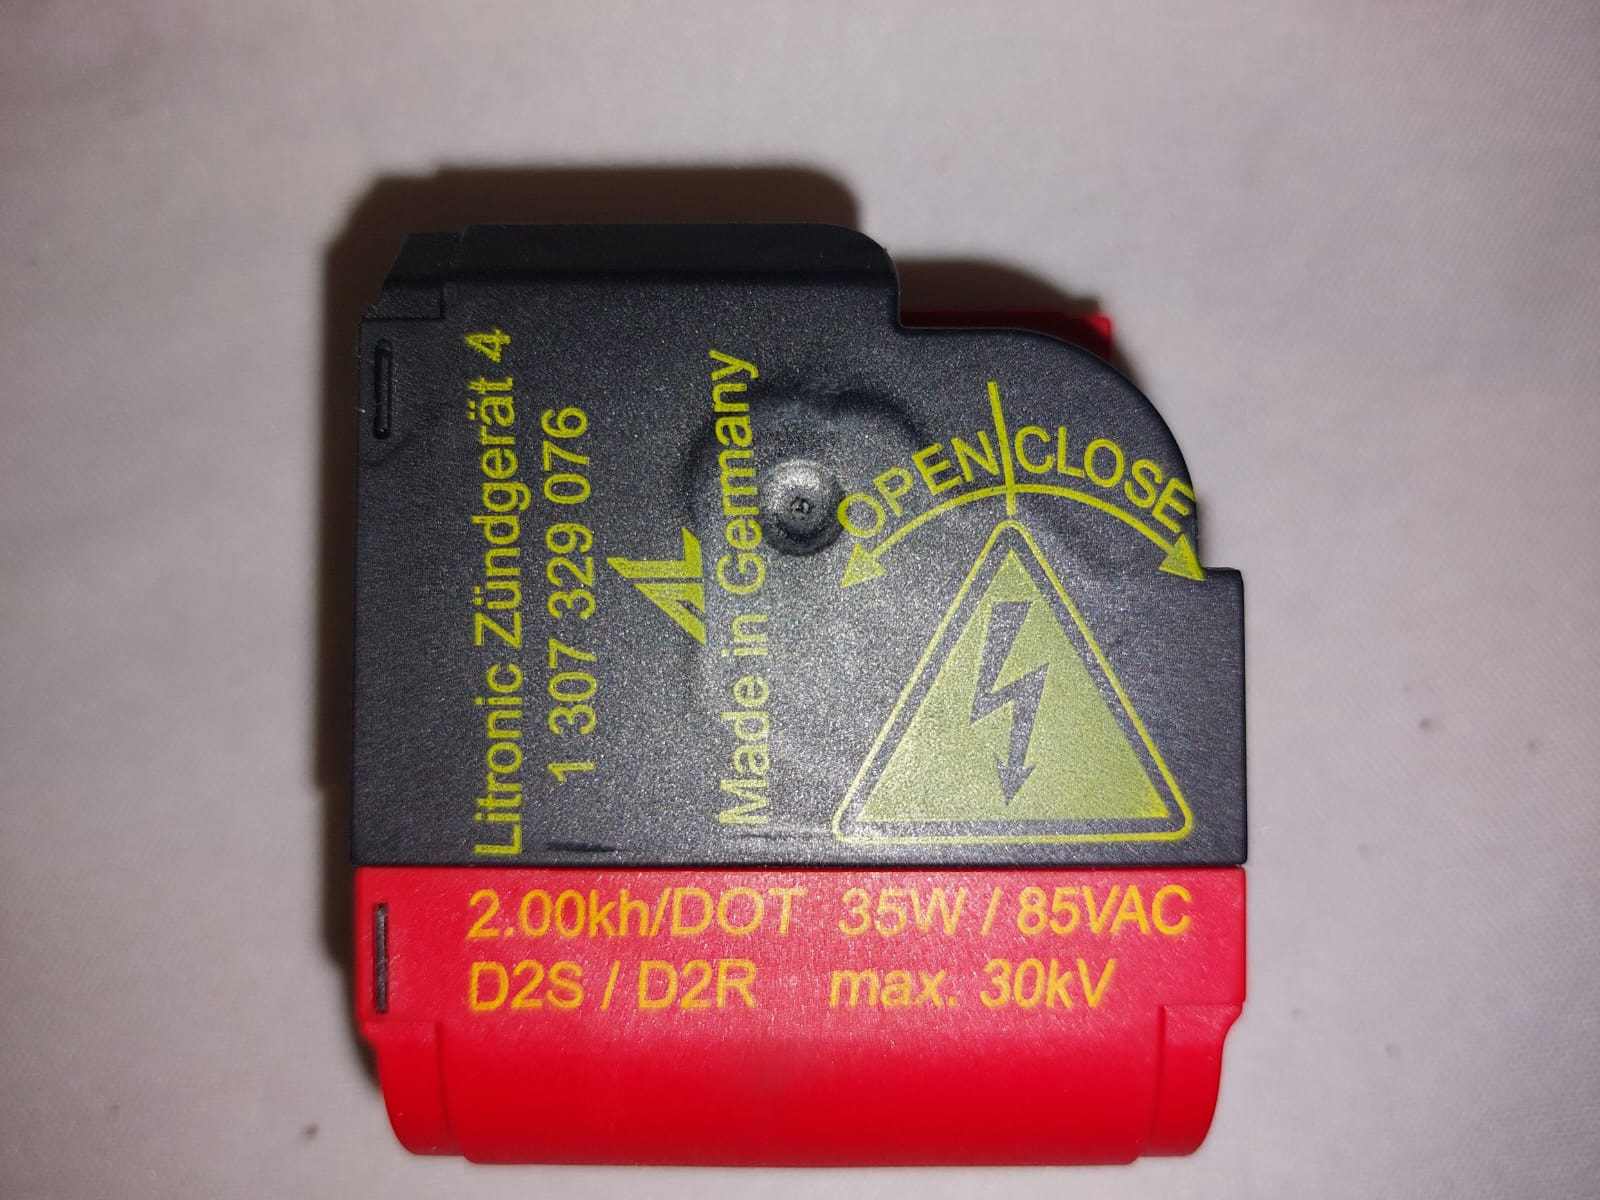 Litronic Zündgerät 4
1 307 329 076
AL
Made in Germany
OPEN CLOSE
2.00kh/DOT 35W / 85VAC
D2S / D2R max. 30kV